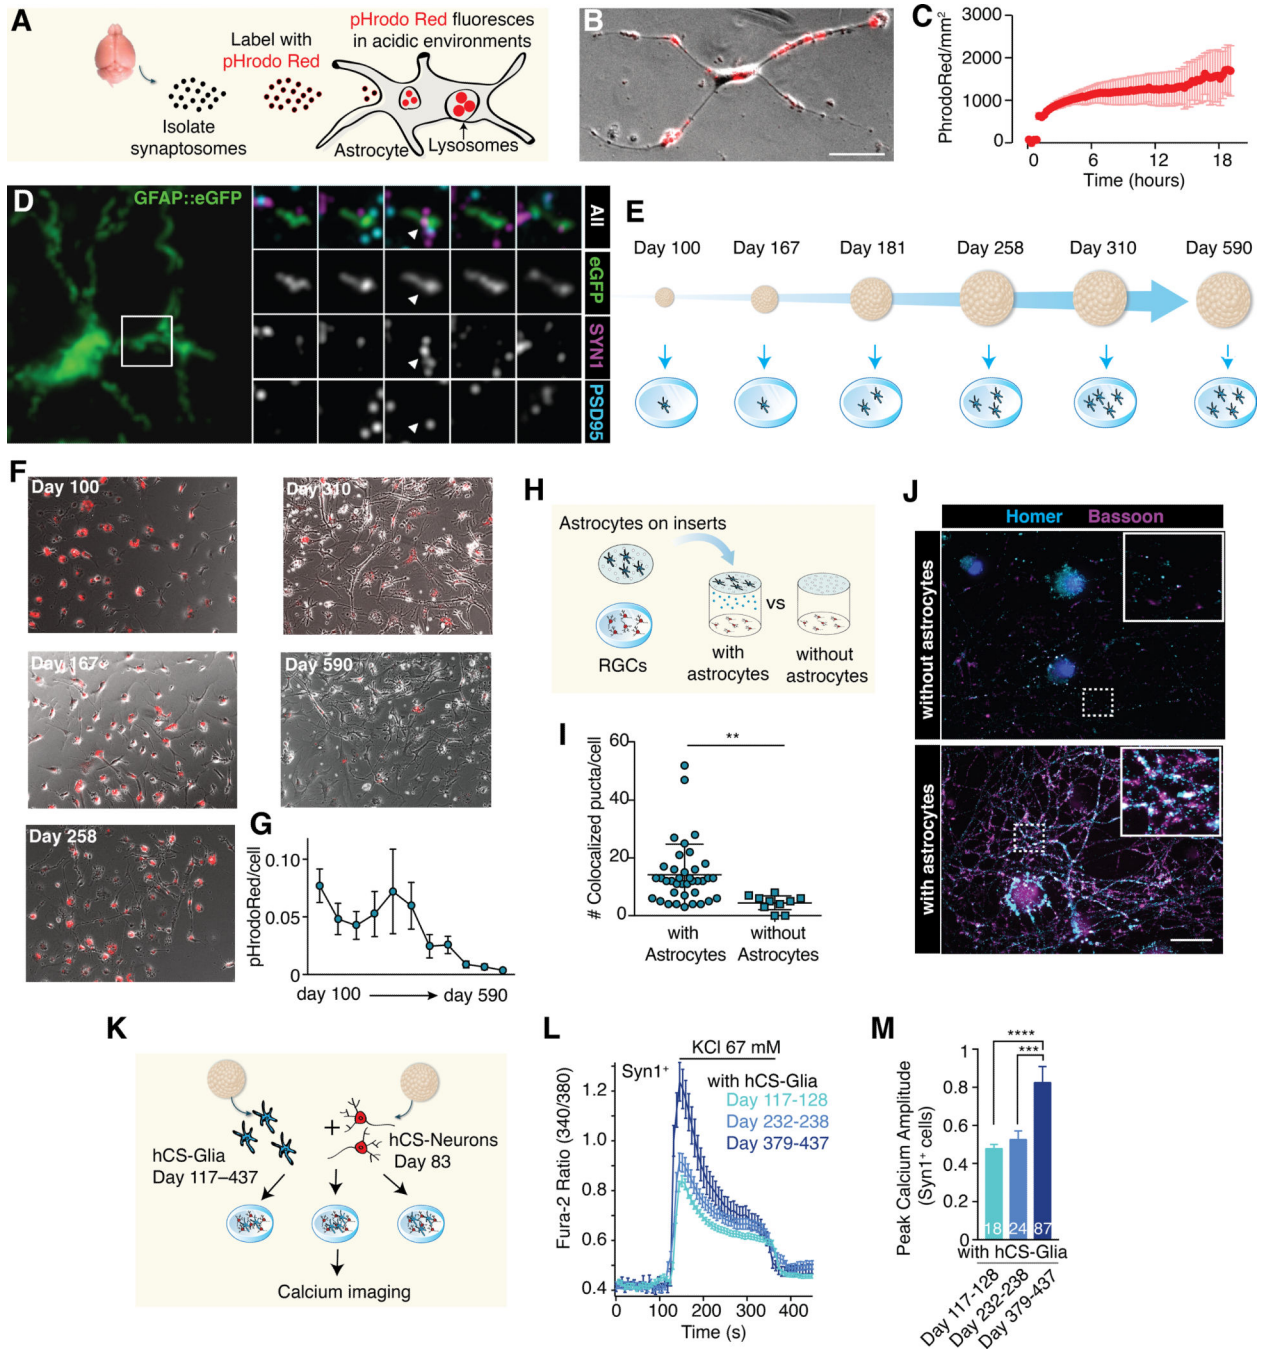 A
Label with
pHrodo Red
pHrodo Red fluoresces
in acidic environments
Isolate
synaptosomes
Astrocyte
Lysosomes
B
C
PhrodoRed/mm²
3000
2000
1000
0
0
6
12
18
Time (hours)
D
GFAP::eGFP
All
eGFP
SYN1
PSD95
E
Day 100
Day 167
Day 181
Day 258
Day 310
Day 590
F
Day 100
Day 310
Day 167
Day 590
Day 258
G
pHrodoRed/cell
0.10
0.05
0
day 100
day 590
H
Astrocytes on inserts
RGCs
with
astrocytes
vs
without
astrocytes
I
# Colocalized pucta/cell
60
40
20
0
**
with
Astrocytes
without
Astrocytes
J
Homer Bassoon
without astrocytes
with astrocytes
K
hCS-Glia
Day 117–437
+
hCS-Neurons
Day 83
Calcium imaging
L
Fura-2 Ratio (340/380)
1.2
1.0
0.8
0.6
0.4
Syn1⁺
KCl 67 mM
with hCS-Glia
Day 117-128
Day 232-238
Day 379-437
0
100
200
300
400
Time (s)
M
Peak Calcium Amplitude
(Syn1⁺ cells)
1
0.8
0.6
0.4
0.2
0
****
***
18
24
87
with hCS-Glia
Day 117-128
Day 232-238
Day 379-437